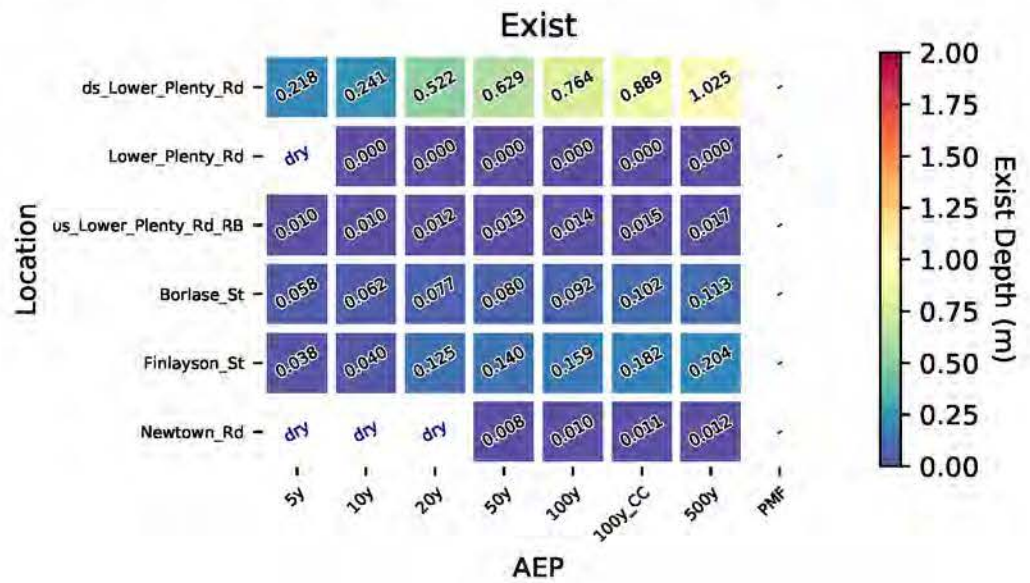 Exist
ds_Lower_Plenty_Rd 0.218 0.241 0.522 0.629 0.764 0.889 1.025 -
Lower_Plenty_Rd dry 0.000 0.000 0.000 0.000 0.000 0.000 -
us_Lower_Plenty_Rd_RB 0.010 0.010 0.012 0.013 0.014 0.015 0.017 -
Borlase_St 0.058 0.062 0.077 0.080 0.092 0.102 0.113 -
Finlayson_St 0.038 0.040 0.125 0.140 0.159 0.182 0.204 -
Newtown_Rd dry dry dry 0.008 0.010 0.011 0.012 -
5y 10y 20y 50y 100y 100y_CC 500y PMF
AEP
Location
2.00
1.75
1.50
1.25
1.00
0.75
0.50
0.25
0.00
Exist Depth (m)